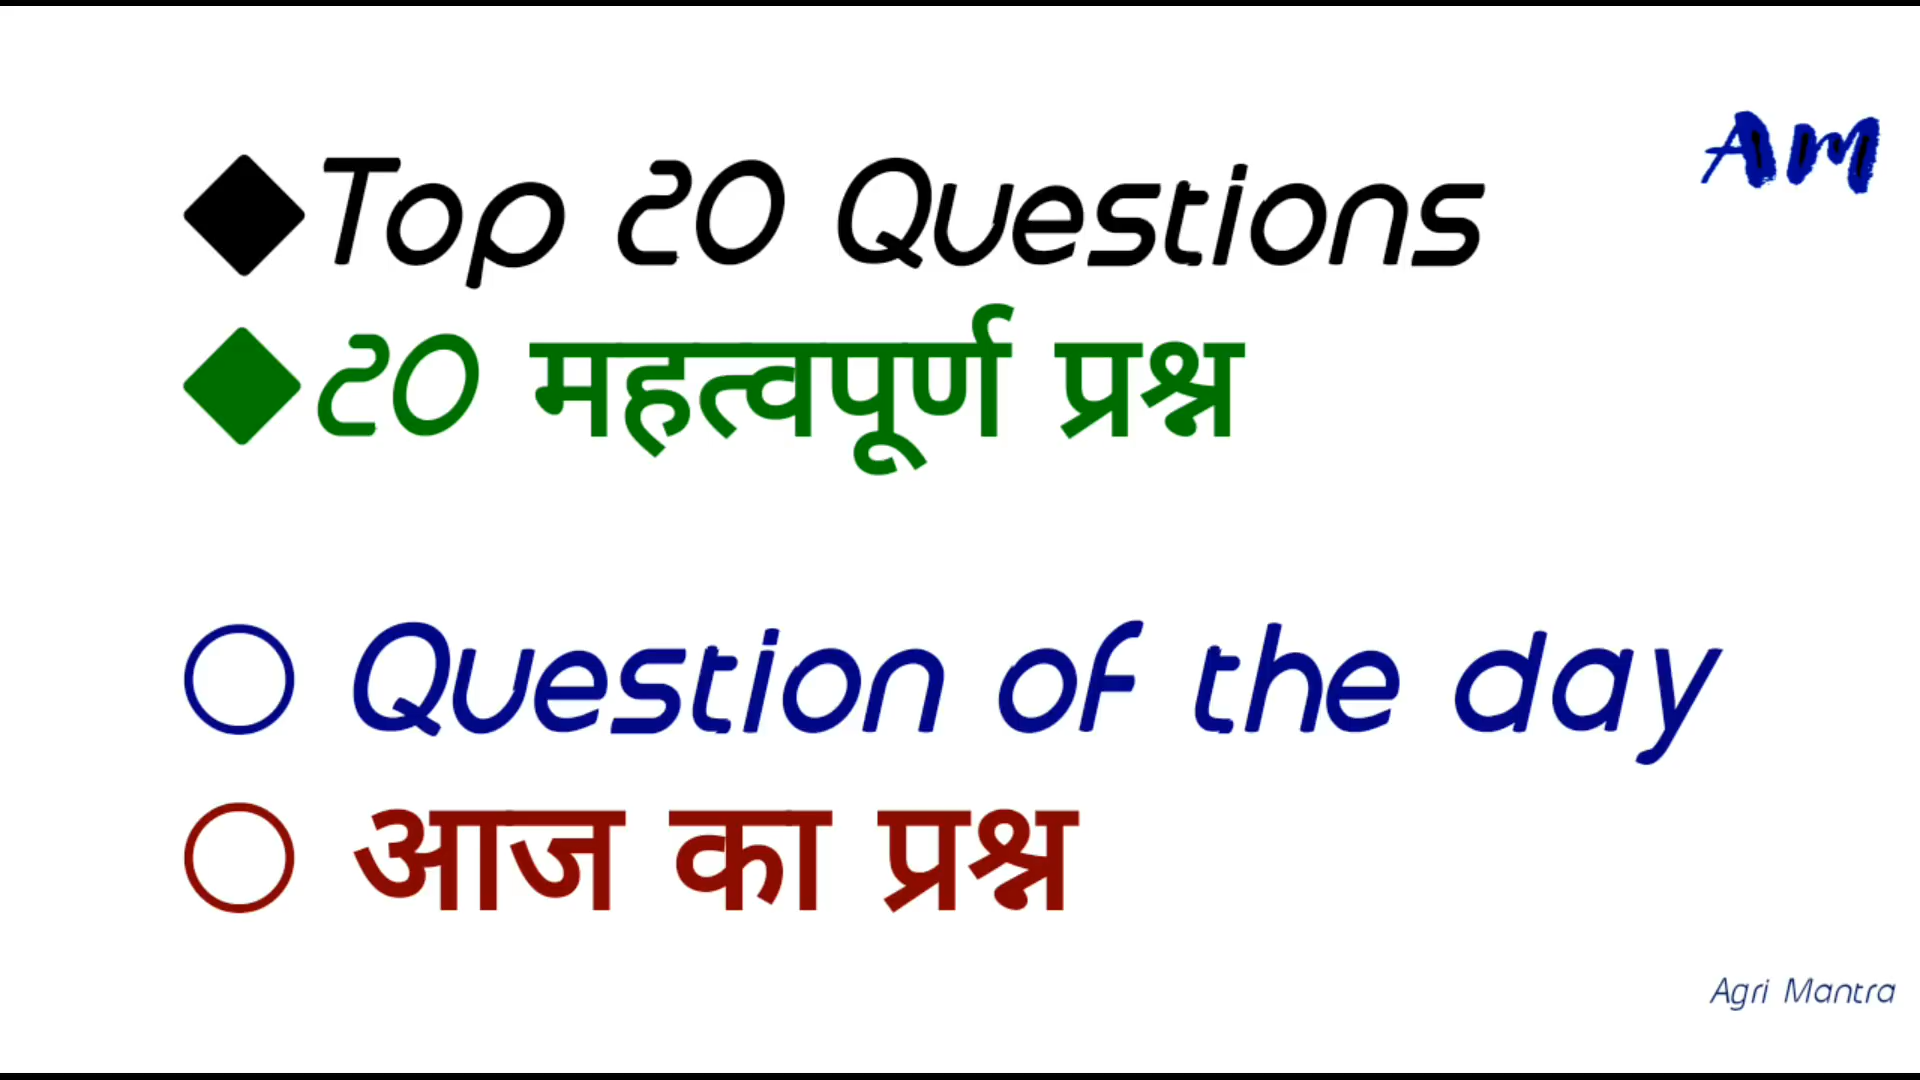 AM
◆Top 20 Questions
◆20 महत्वपूर्ण प्रश्न
○ Question of the day
○ आज का प्रश्न
Agri Mantra